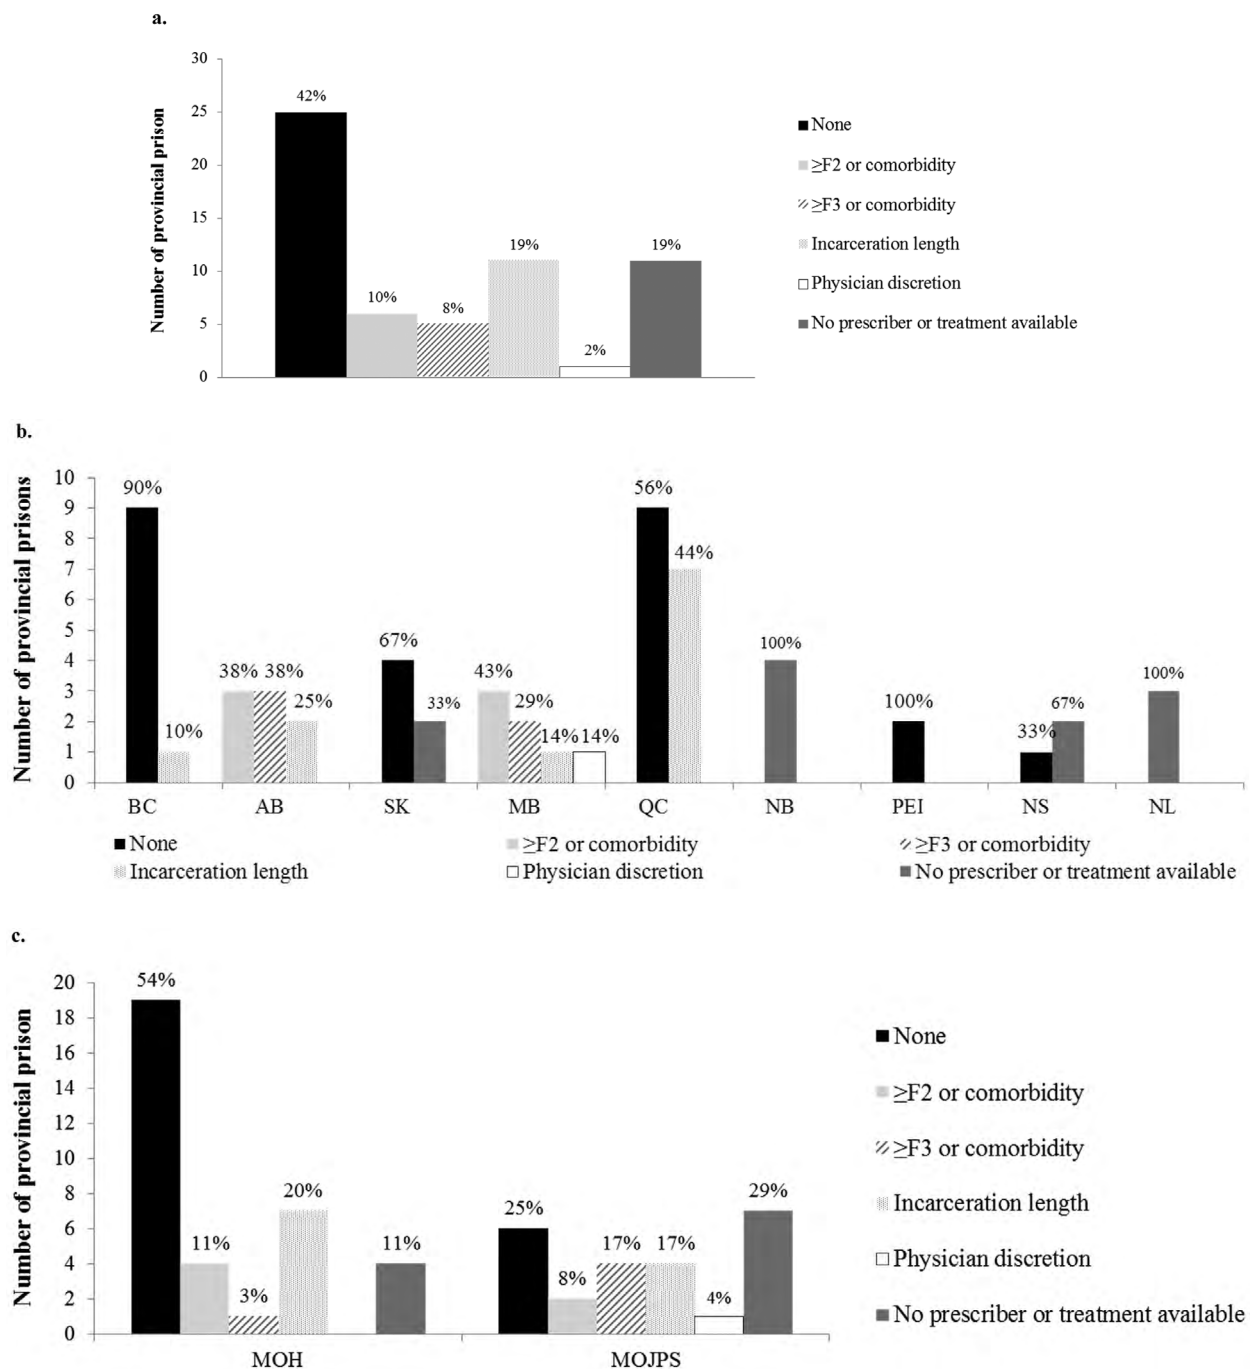 a.
30
25
20
15
10
5
0
Number of provincial prison
42%
10%
8%
19%
2%
19%
None
≥F2 or comorbidity
≥F3 or comorbidity
Incarceration length
Physician discretion
No prescriber or treatment available
b.
10
9
8
7
6
5
4
3
2
1
0
Number of provincial prisons
90%
10%
38% 38%
25%
67%
33%
43%
29%
14% 14%
56%
44%
100%
100%
33%
67%
100%
BC AB SK MB QC NB PEI NS NL
None ≥F2 or comorbidity ≥F3 or comorbidity
Incarceration length Physician discretion No prescriber or treatment available
c.
20
18
16
14
12
10
8
6
4
2
0
Number of provincial prison
54%
11%
3%
20%
11%
25%
8%
17%
17%
4%
29%
MOH MOJPS
None
≥F2 or comorbidity
≥F3 or comorbidity
Incarceration length
Physician discretion
No prescriber or treatment available